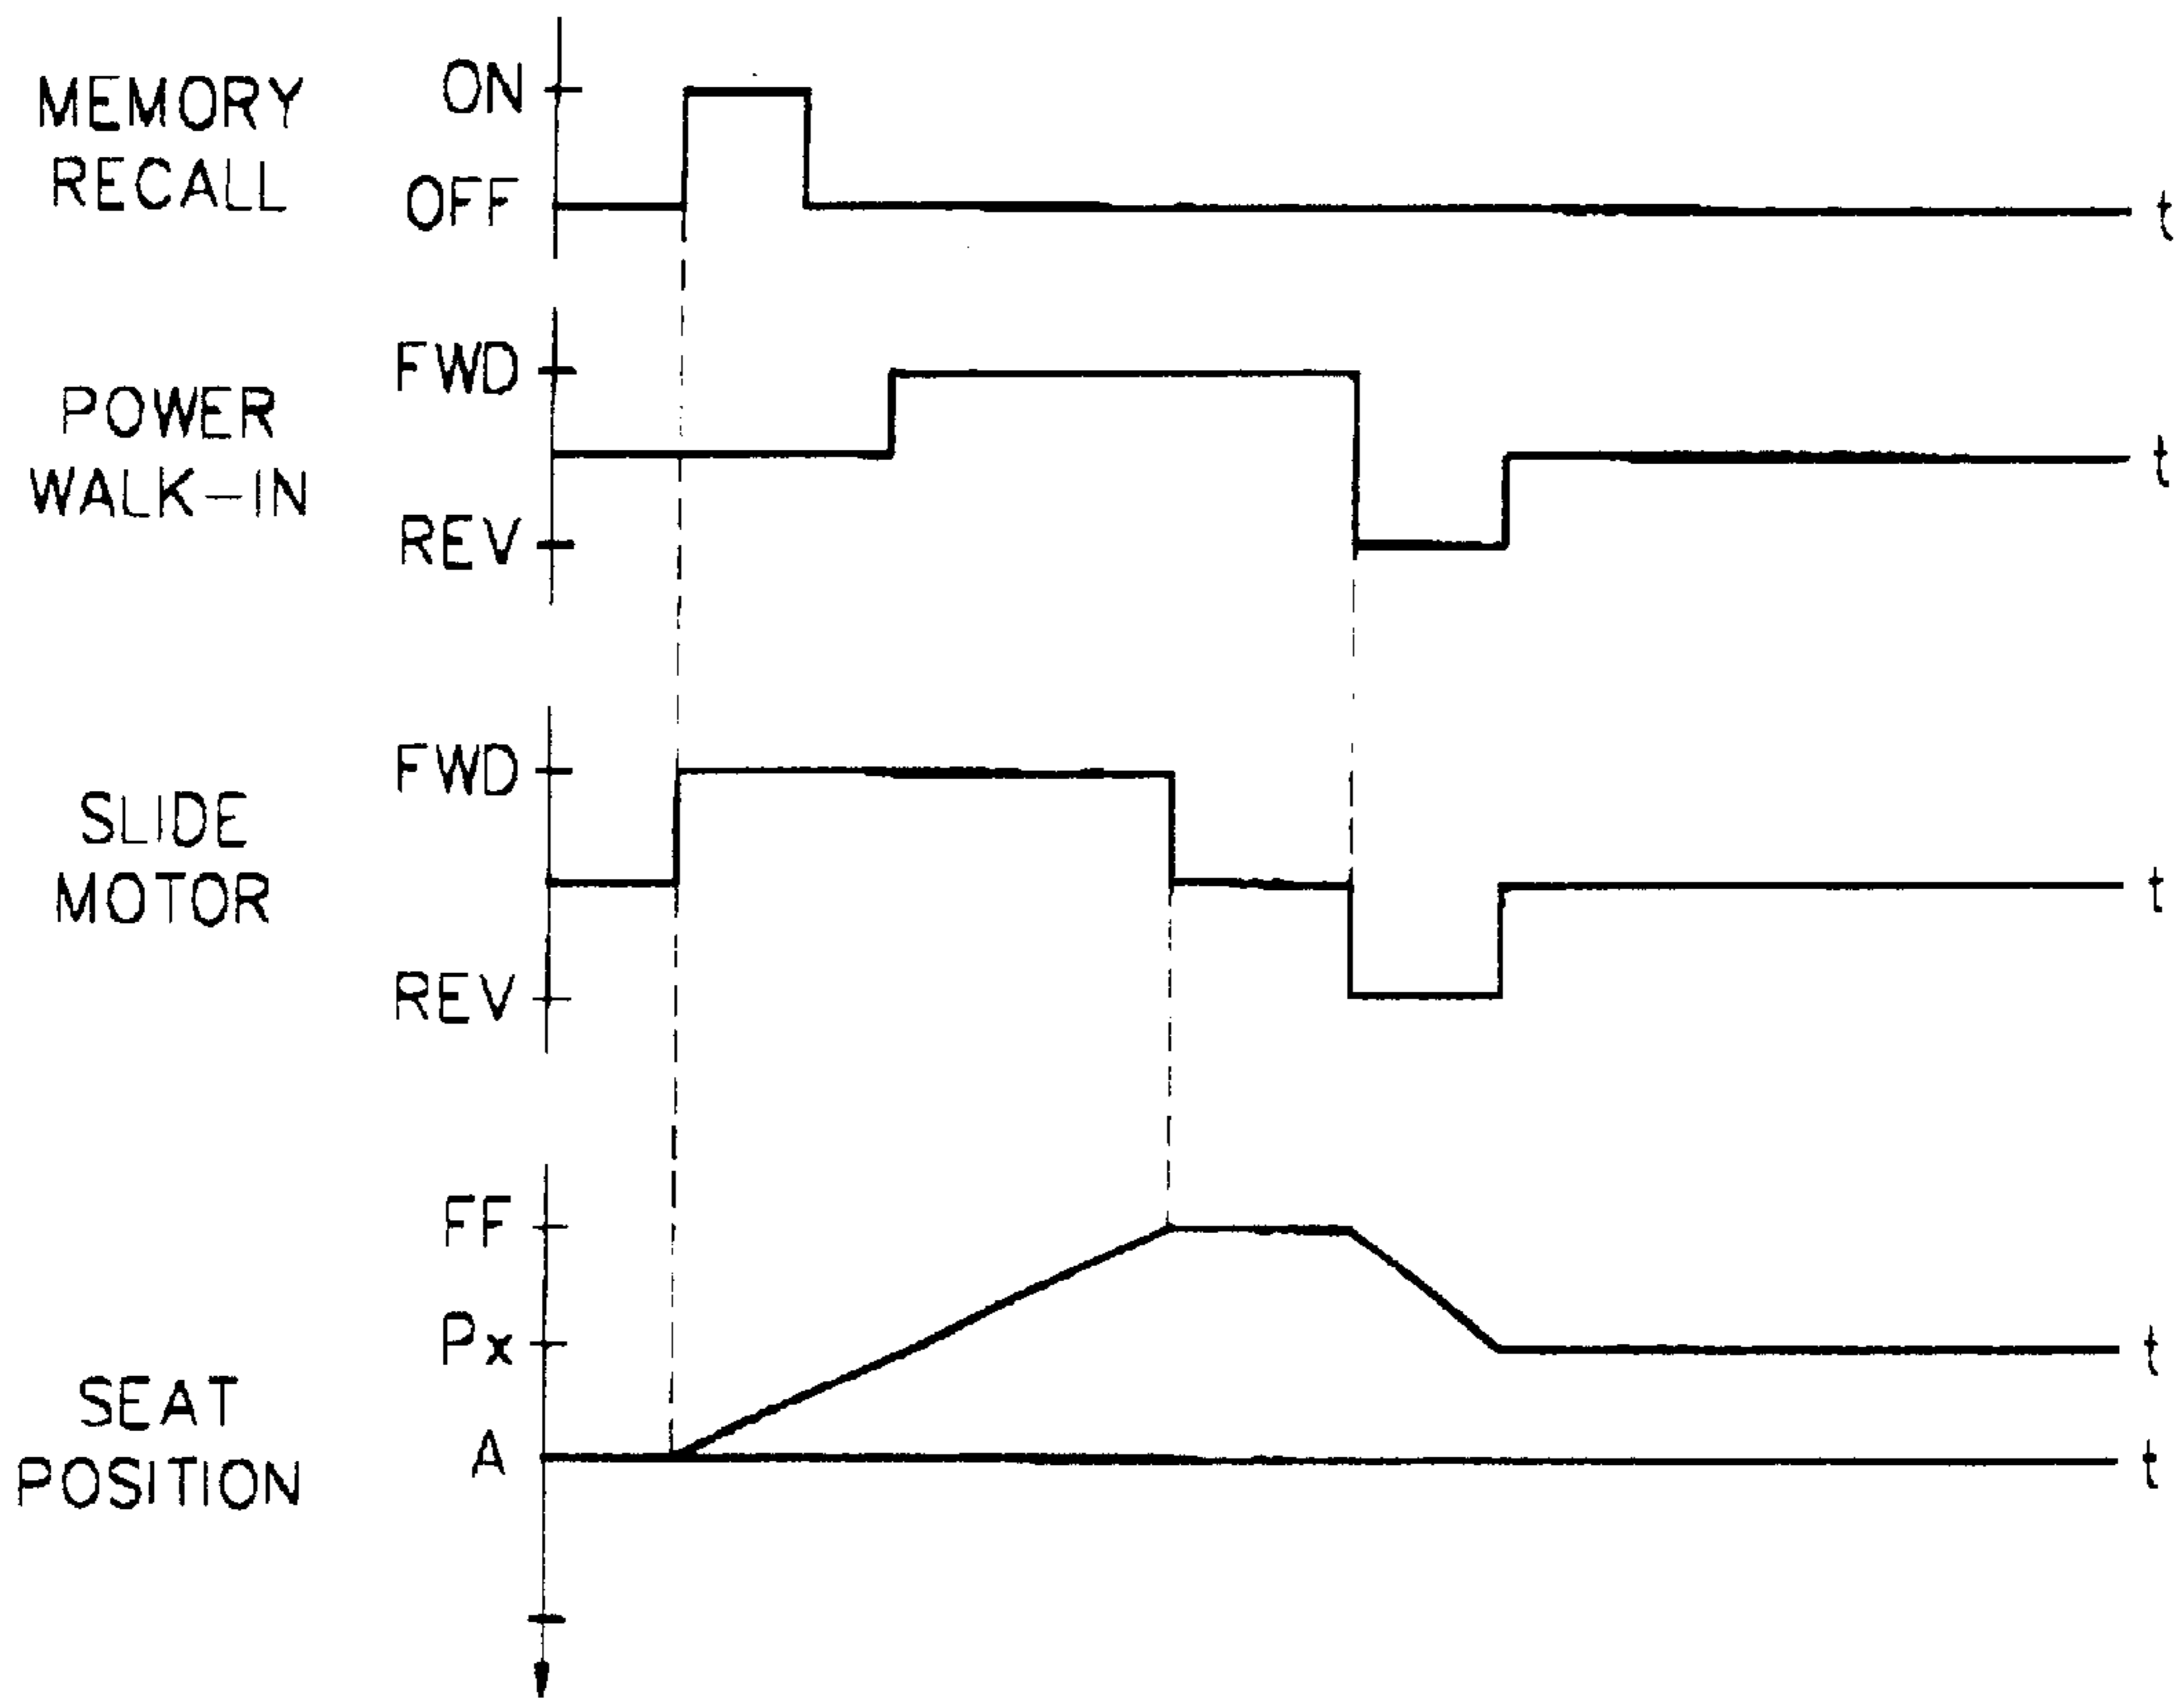 MEMORY
RECALL
ON
OFF
t
POWER
WALK-IN
FWD
REV
t
SLIDE
MOTOR
FWD
REV
t
SEAT
POSITION
FF
Px
A
t
t